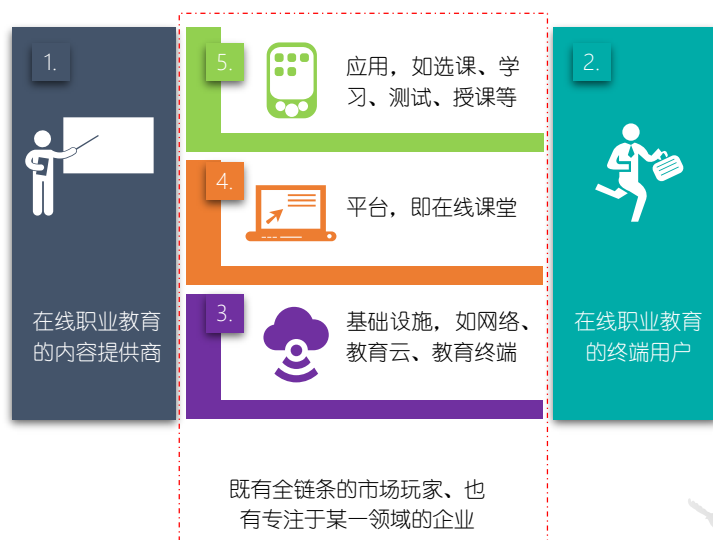 1.
在线职业教育
的内容提供商
5.
应用，如选课、学
习、测试、授课等
4.
平台，即在线课堂
3.
基础设施，如网络、
教育云、教育终端
2.
在线职业教育
的终端用户
既有全链条的市场玩家、也
有专注于某一领域的企业